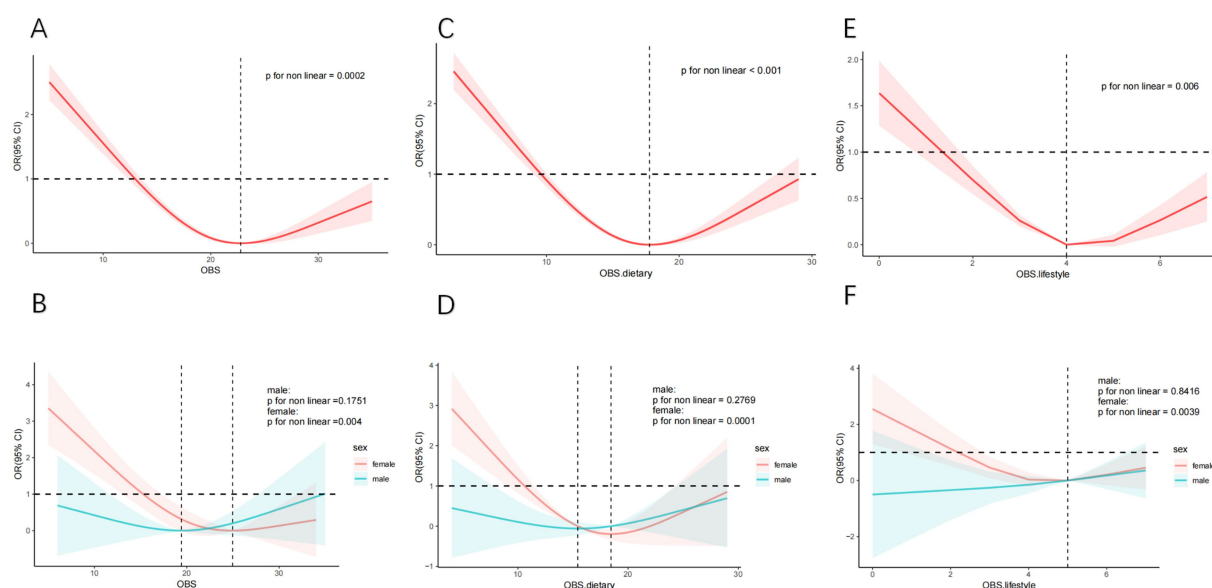 A
OR(95% CI)
2
1
0
p for non linear = 0.0002
10
20
30
OBS
C
OR(95% CI)
2
1
0
p for non linear < 0.001
10
20
30
OBS.dietary
E
OR(95% CI)
2.0
1.5
1.0
0.5
0.0
p for non linear = 0.006
0
2
4
6
OBS.lifestyle
B
OR(95% CI)
4
3
2
1
0
male:
p for non linear =0.1751
female:
p for non linear =0.004
sex
female
male
10
20
30
OBS
D
OR(95% CI)
4
3
2
1
0
−1
male:
p for non linear = 0.2769
female:
p for non linear = 0.0001
sex
female
male
10
20
30
OBS.dietary
F
OR(95% CI)
4
2
0
−2
male:
p for non linear = 0.8416
female:
p for non linear = 0.0039
sex
female
male
0
2
4
6
OBS.lifestyle